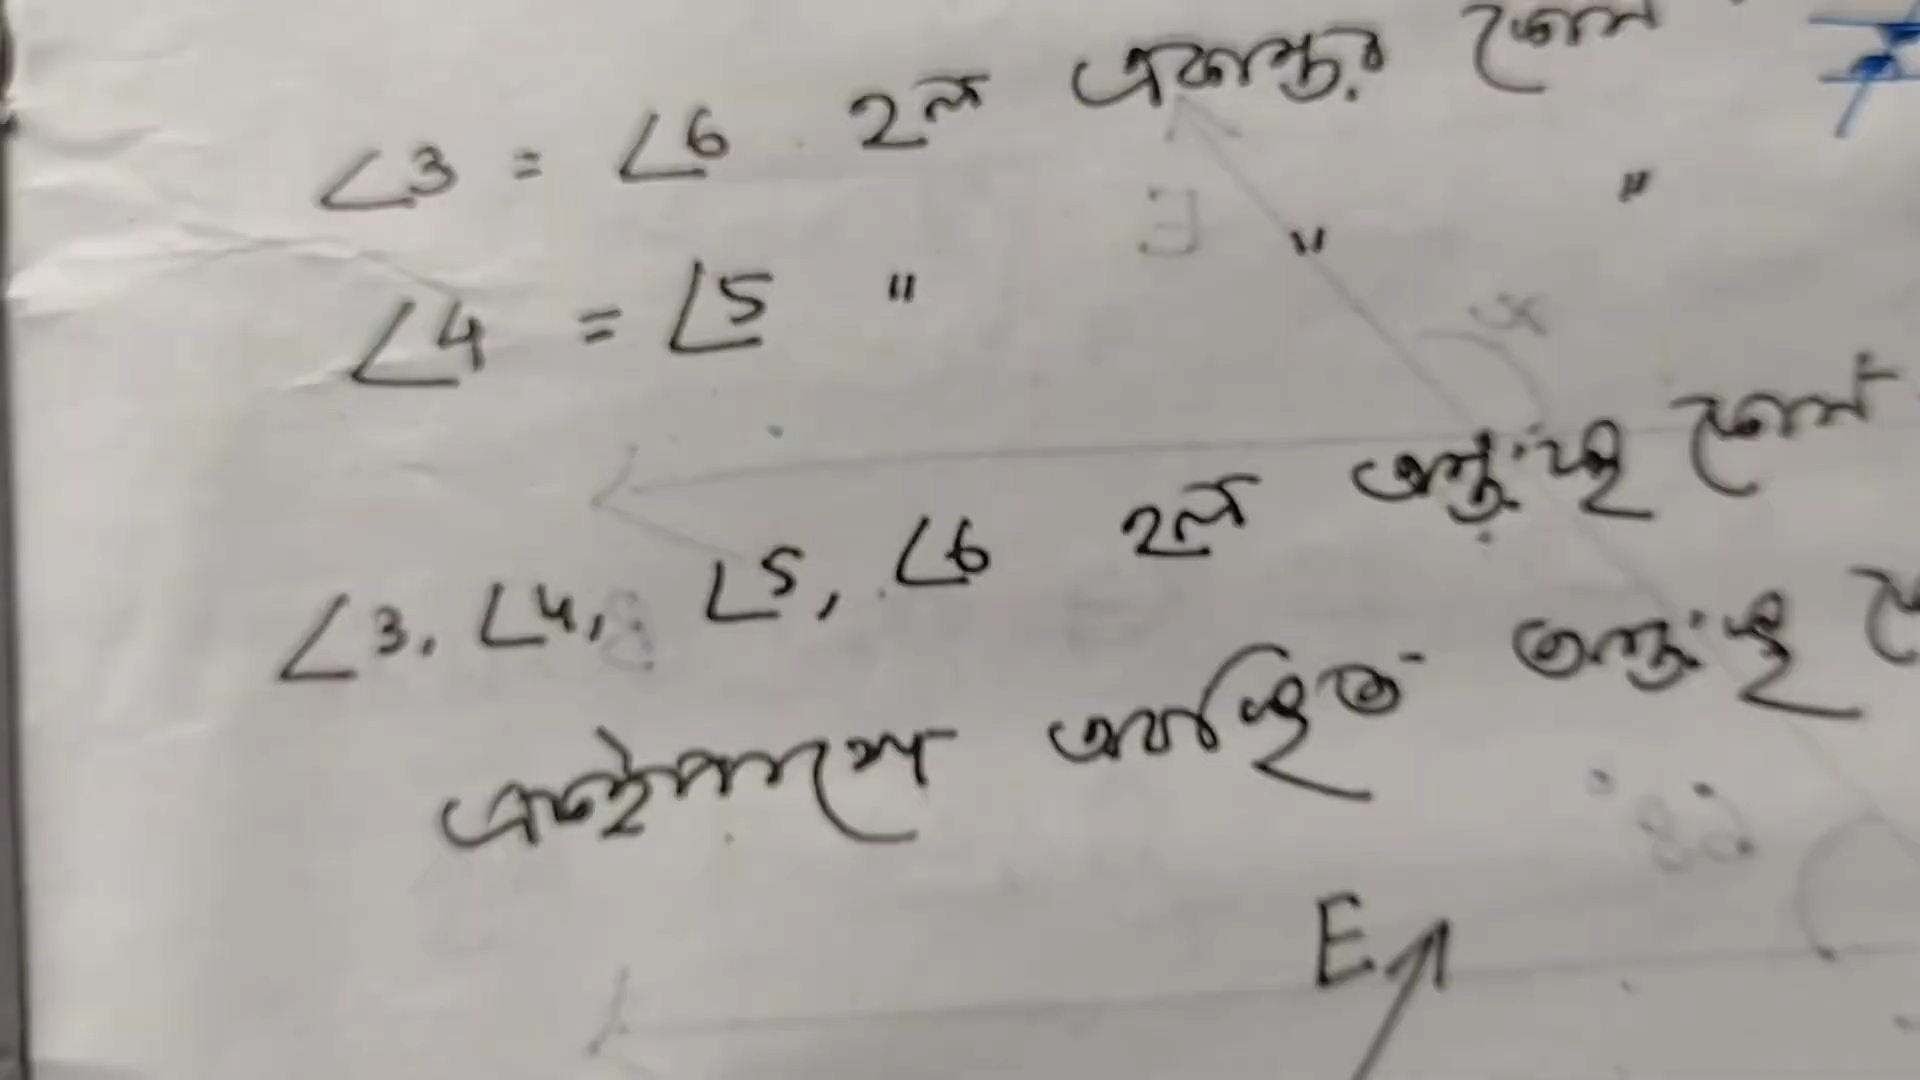 ∠3 = ∠6 হল একান্তর কোণ
∠4 = ∠5 " " "
∠3, ∠4, ∠5, ∠6 হল অন্তঃস্থ কোণ
একইপাশে অবস্থিত অন্তঃস্থ
E